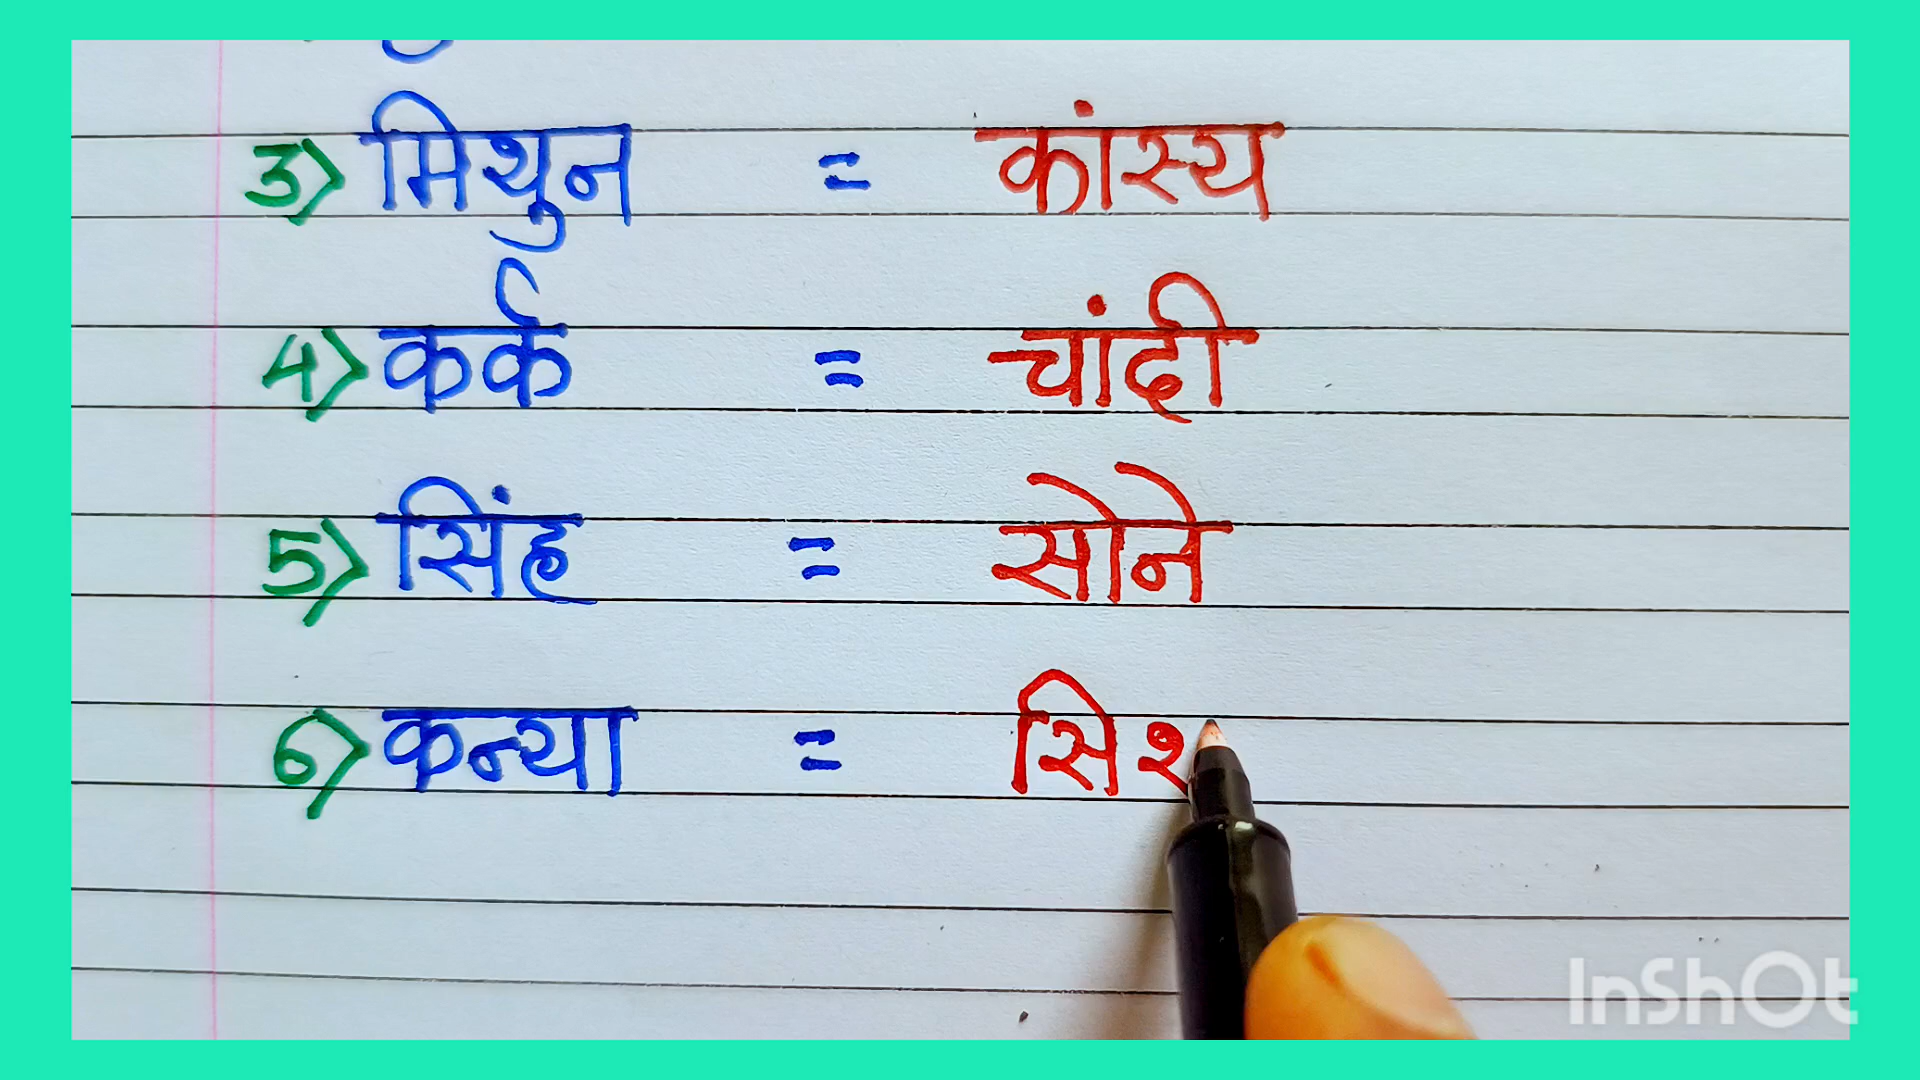 3) मिथुन = कांस्य
4) कर्क = चांदी
5) सिंह = सोने
6) कन्या =
InShOt